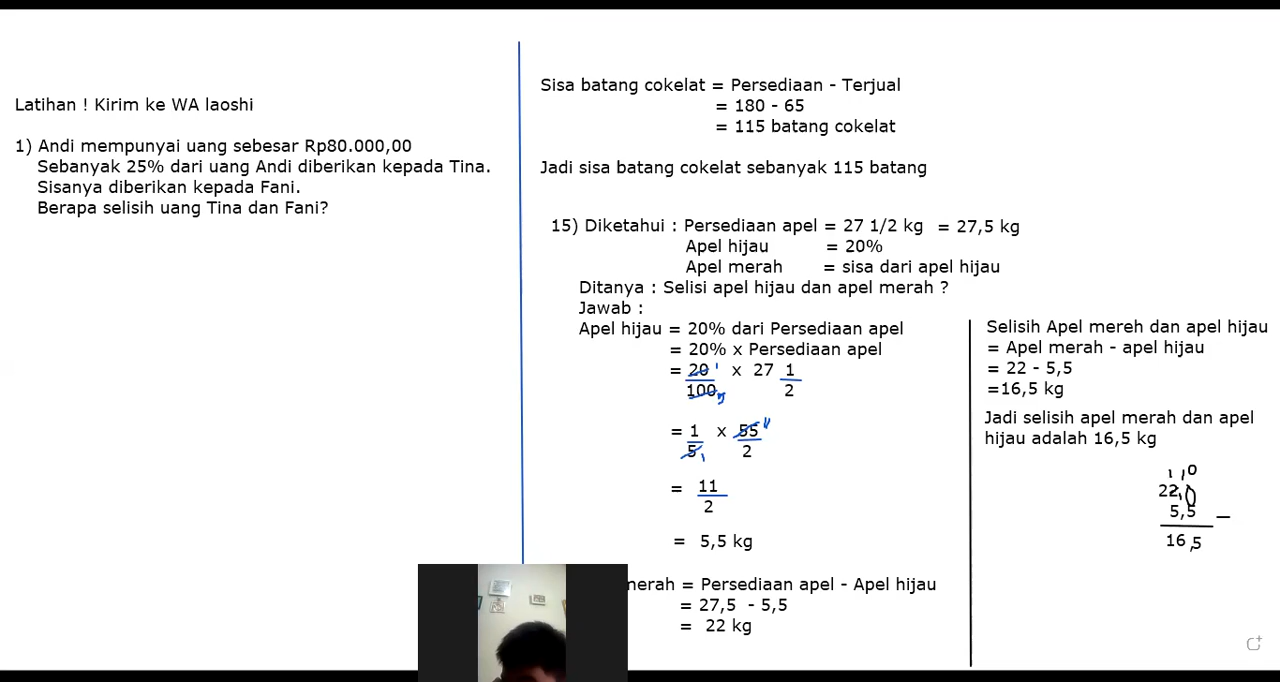 Latihan ! Kirim ke WA laoshi
1) Andi mempunyai uang sebesar Rp80.000,00
Sebanyak 25% dari uang Andi diberikan kepada Tina.
Sisanya diberikan kepada Fani.
Berapa selisih uang Tina dan Fani?
Sisa batang cokelat = Persediaan - Terjual
= 180 - 65
= 115 batang cokelat
Jadi sisa batang cokelat sebanyak 115 batang
15) Diketahui : Persediaan apel = 27 1/2 kg = 27,5 kg
Apel hijau = 20%
Apel merah = sisa dari apel hijau
Ditanya : Selisi apel hijau dan apel merah ?
Jawab :
Apel hijau = 20% dari Persediaan apel
= 20% x Persediaan apel
= 20 1 x 27 1
100 5 2
= 1 x 55 11
5 1 2
= 11
2
= 5,5 kg
merah = Persediaan apel - Apel hijau
= 27,5 - 5,5
= 22 kg
Selisih Apel mereh dan apel hijau
= Apel merah - apel hijau
= 22 - 5,5
=16,5 kg
Jadi selisih apel merah dan apel
hijau adalah 16,5 kg
1 10
22,0
5,5 -
16,5